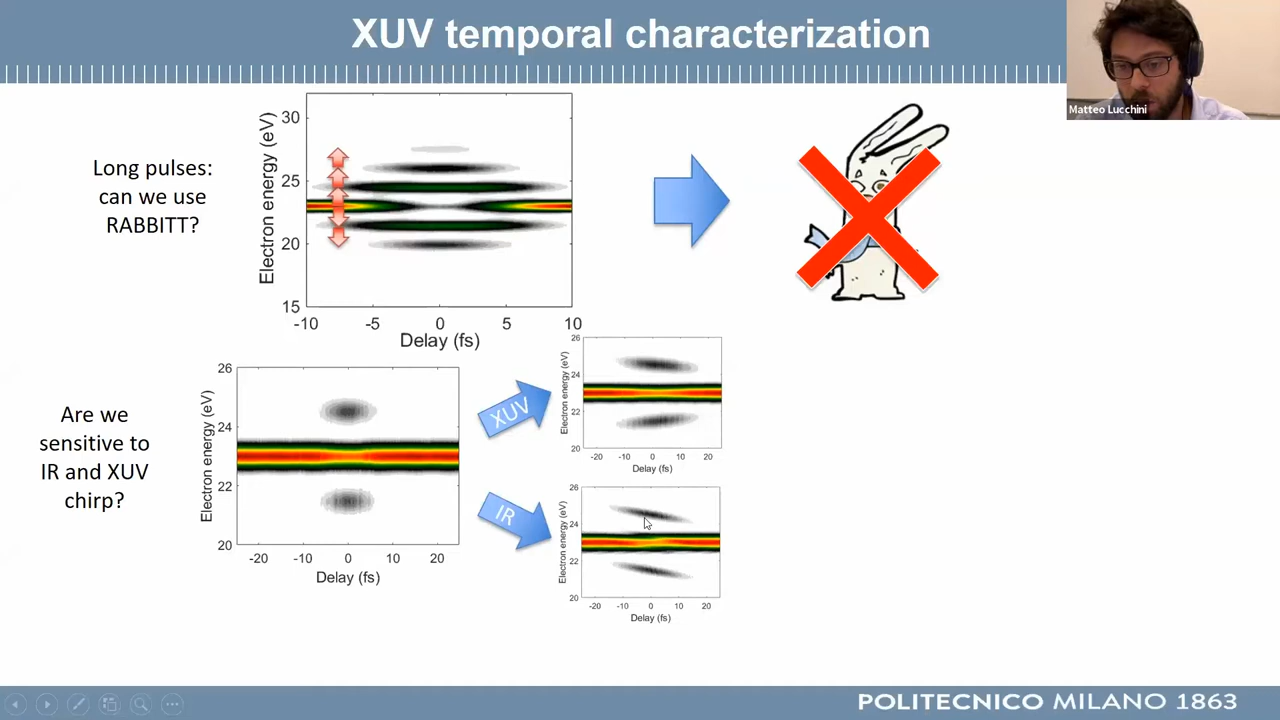 XUV temporal characterization
Matteo Lucchini
Long pulses:
can we use
RABBITT?
Electron energy (eV)
30
25
20
15
-10
-5
0
5
10
Delay (fs)
Are we
sensitive to
IR and XUV
chirp?
Electron energy (eV)
26
24
22
20
-20
-10
0
10
20
Delay (fs)
XUV
Electron energy (eV)
26
24
22
20
-20
-10
0
10
20
Delay (fs)
IR
Electron energy (eV)
26
24
22
20
-20
-10
0
10
20
Delay (fs)
POLITECNICO MILANO 1863